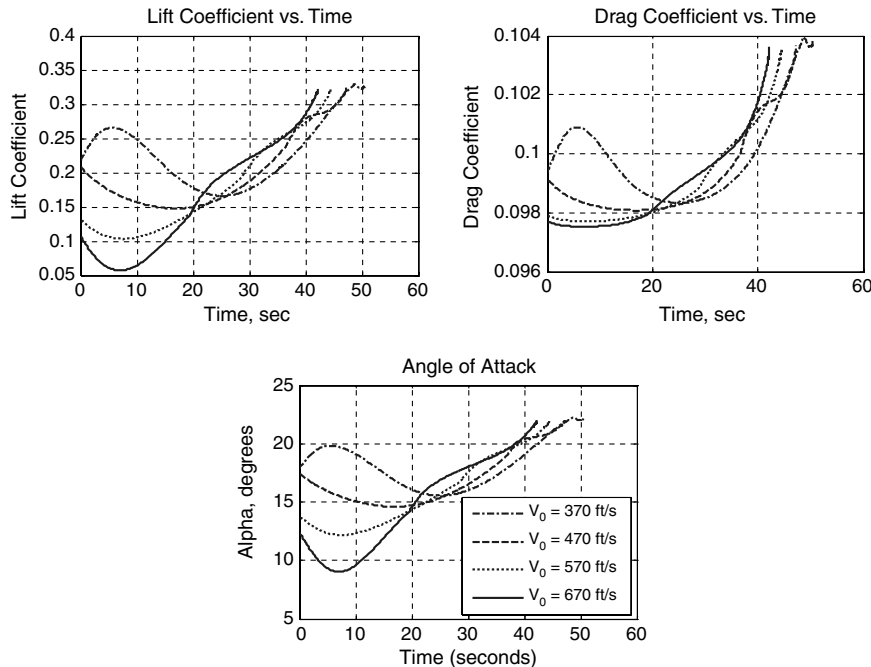 Lift Coefficient vs. Time
0.4
0.35
0.3
0.25
0.2
0.15
0.1
0.05
0 10 20 30 40 50 60
Lift Coefficient
Time, sec
Drag Coefficient vs. Time
0.104
0.102
0.1
0.098
0.096
0 20 40 60
Drag Coefficient
Time, sec
Angle of Attack
25
20
15
10
5
0 10 20 30 40 50 60
Alpha, degrees
Time (seconds)
V0 = 370 ft/s
V0 = 470 ft/s
V0 = 570 ft/s
V0 = 670 ft/s